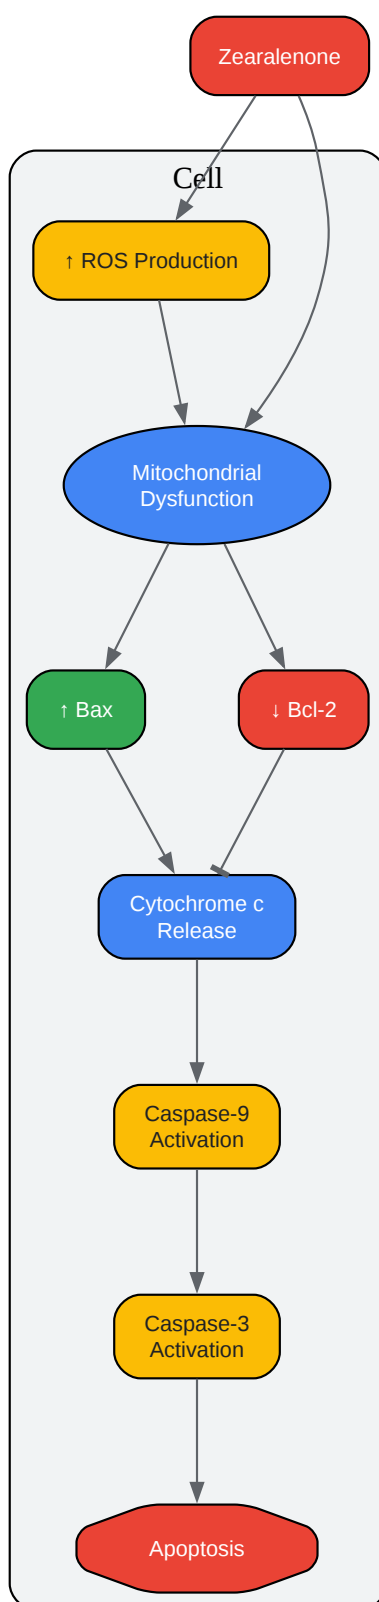 Zearalenone
Cell
↑ ROS Production
Mitochondrial
Dysfunction
↑ Bax
↓ Bcl-2
Cytochrome c
Release
Caspase-9
Activation
Caspase-3
Activation
Apoptosis